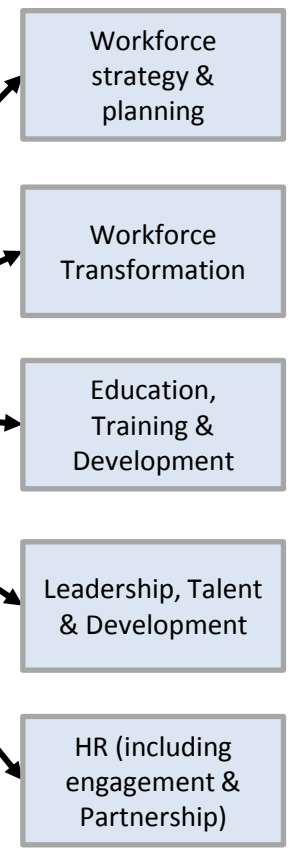 Workforce
strategy &
planning
Workforce
Transformation
Education,
Training &
Development
Leadership, Talent
& Development
HR (including
engagement &
Partnership)